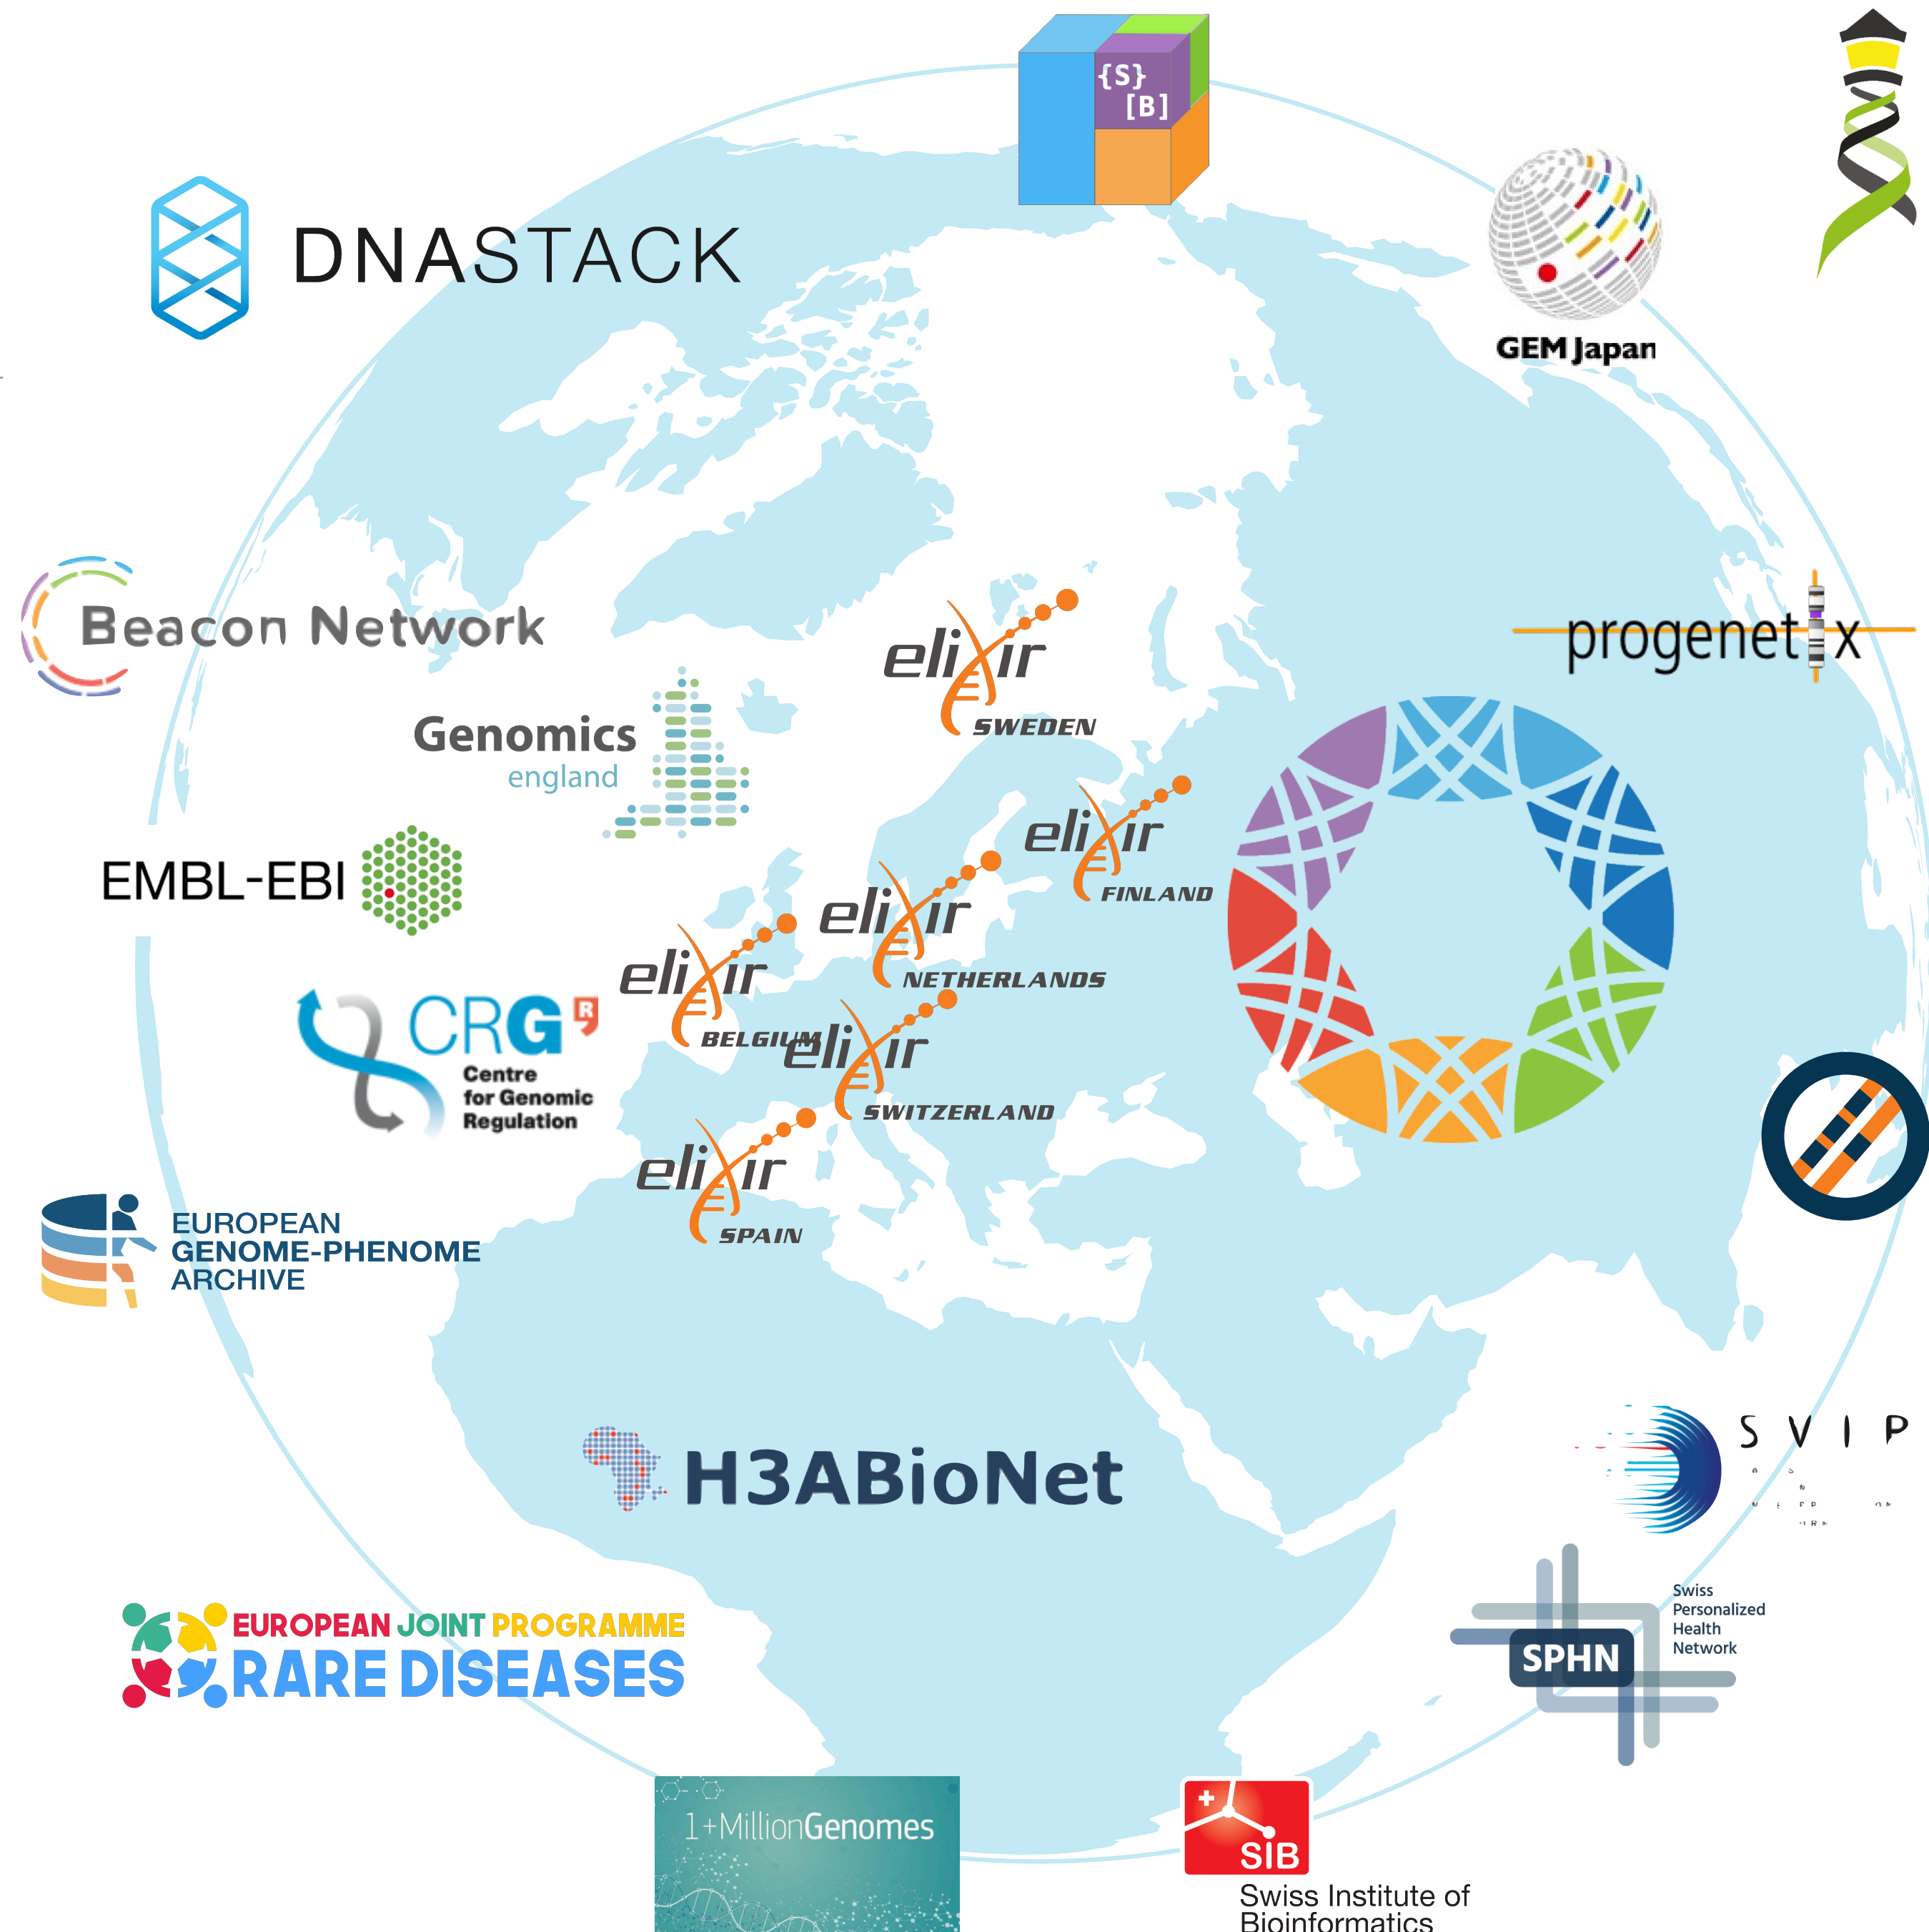 {S}
[B]
DNASTACK
GEM Japan
Beacon Network
progenetix
elixir
SWEDEN
Genomics
england
elixir
FINLAND
EMBL-EBI
elixir
NETHERLANDS
elixir
BELGIUM
CRG
R
Centre
for Genomic
Regulation
elixir
SWITZERLAND
elixir
SPAIN
EUROPEAN
GENOME-PHENOME
ARCHIVE
SVIP
H3ABioNet
EUROPEAN JOINT PROGRAMME
RARE DISEASES
SPHN
Swiss
Personalized
Health
Network
1+MillionGenomes
SIB
Swiss Institute of
Bioinformatics